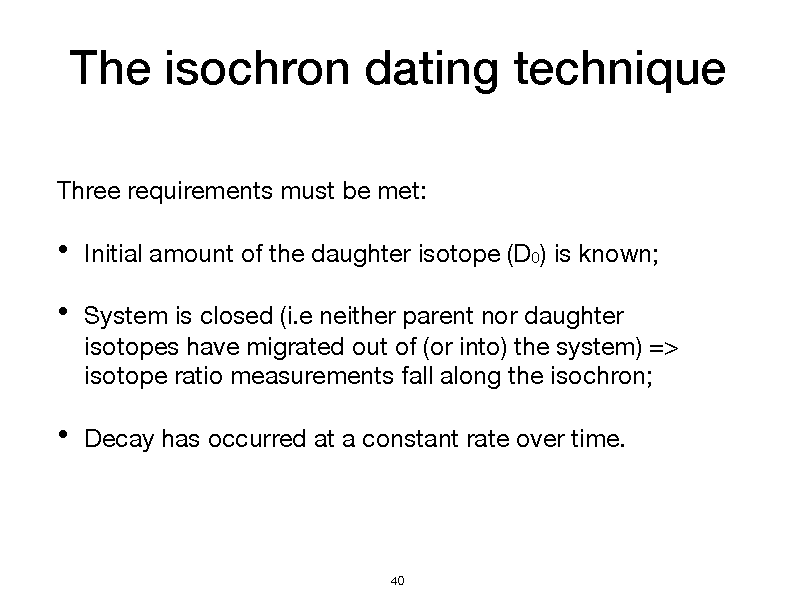 The isochron dating technique
Three requirements must be met:
• Initial amount of the daughter isotope (D₀) is known;
• System is closed (i.e neither parent nor daughter
isotopes have migrated out of (or into) the system) =>
isotope ratio measurements fall along the isochron;
• Decay has occurred at a constant rate over time.
40